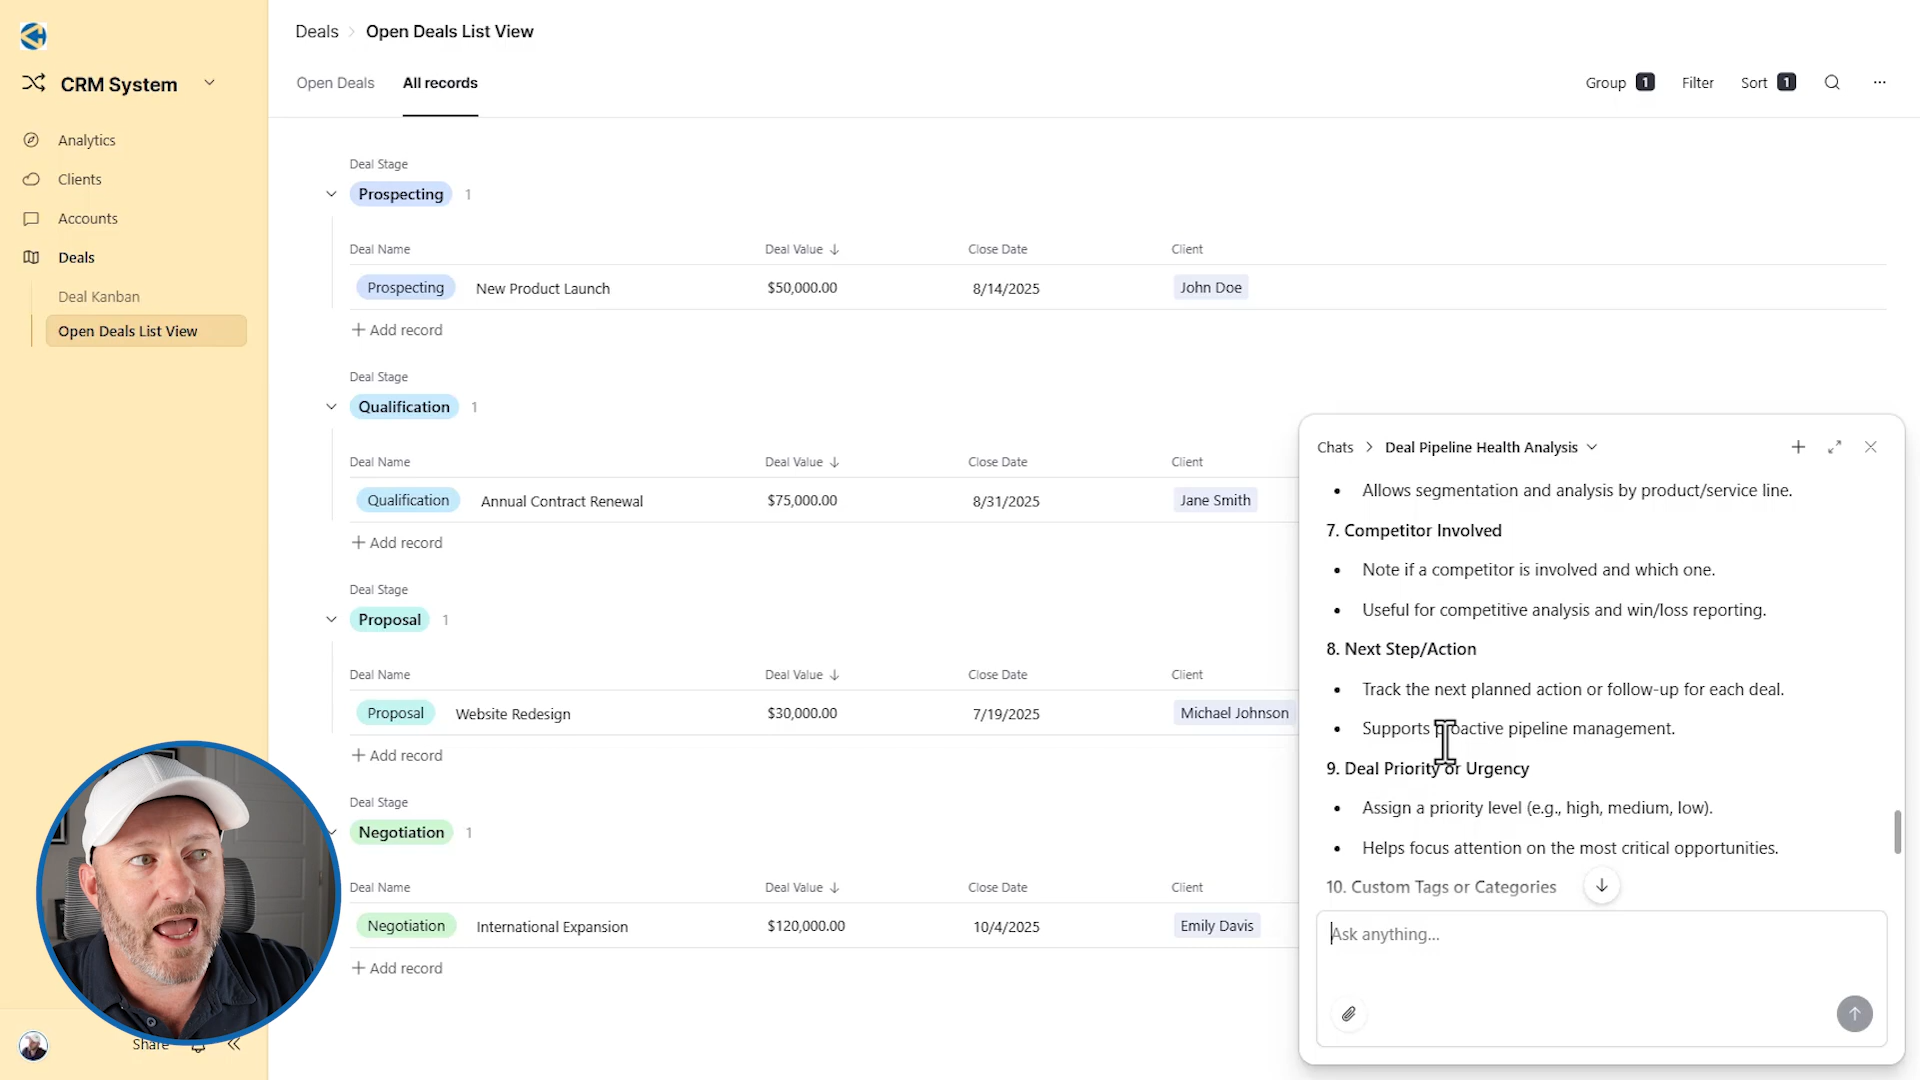 CRM System
Analytics
Clients
Accounts
Deals
Deal Kanban
Open Deals List View
Share
Deals > Open Deals List View
Open Deals All records
Group 1 Filter Sort 1 ...
Deal Stage
Prospecting 1
Deal Name Deal Value ↓ Close Date Client
Prospecting New Product Launch $50,000.00 8/14/2025 John Doe
+ Add record
Deal Stage
Qualification 1
Deal Name Deal Value ↓ Close Date Client
Qualification Annual Contract Renewal $75,000.00 8/31/2025 Jane Smith
+ Add record
Deal Stage
Proposal 1
Deal Name Deal Value ↓ Close Date Client
Proposal Website Redesign $30,000.00 7/19/2025 Michael Johnson
+ Add record
Deal Stage
Negotiation 1
Deal Name Deal Value ↓ Close Date Client
Negotiation International Expansion $120,000.00 10/4/2025 Emily Davis
+ Add record
Chats > Deal Pipeline Health Analysis
• Allows segmentation and analysis by product/service line.
7. Competitor Involved
• Note if a competitor is involved and which one.
• Useful for competitive analysis and win/loss reporting.
8. Next Step/Action
• Track the next planned action or follow-up for each deal.
• Supports proactive pipeline management.
9. Deal Priority or Urgency
• Assign a priority level (e.g., high, medium, low).
• Helps focus attention on the most critical opportunities.
10. Custom Tags or Categories
Ask anything...